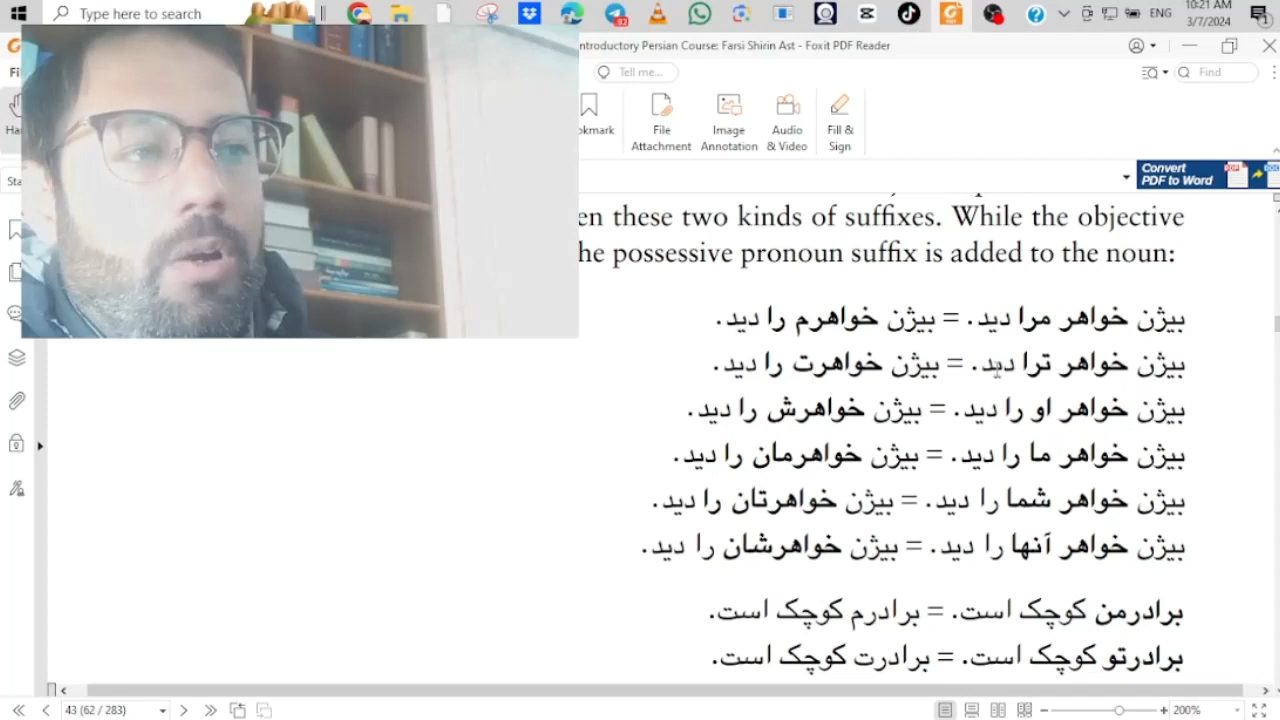 Type here to search
82
ENG
10:21 AM
3/7/2024
1
ntroductory Persian Course: Farsi Shirin Ast - Foxit PDF Reader
Fi
Tell me...
Find
Har
okmark
File Attachment
Image Annotation
Audio & Video
Fill & Sign
Sta
Convert
PDF to Word
en these two kinds of suffixes. While the objective
he possessive pronoun suffix is added to the noun:
بیژن خواهر مرا دید. = بیژن خواهرم را دید.
بیژن خواهر ترا دید. = بیژن خواهرت را دید.
بیژن خواهر او را دید. = بیژن خواهرش را دید.
بیژن خواهر ما را دید. = بیژن خواهرمان را دید.
بیژن خواهر شما را دید. = بیژن خواهرتان را دید.
بیژن خواهر آنها را دید. = بیژن خواهرشان را دید.
برادرمن کوچک است. = برادرم کوچک است.
برادرتو کوچک است. = برادرت کوچک است.
43 (62 / 283)
200%